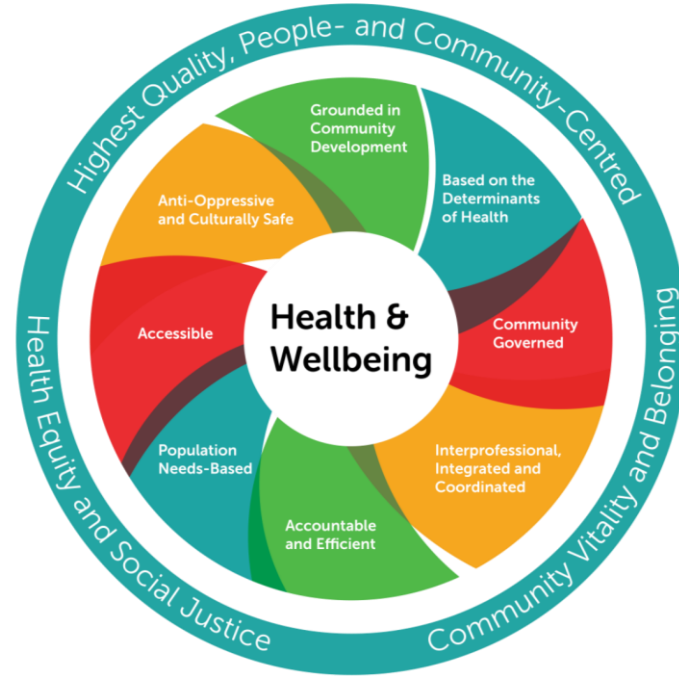 Highest Quality, People- and Community-Centred
Grounded in
Community
Development
Based on the
Determinants
of Health
Anti-Oppressive
and Culturally Safe
Health &
Wellbeing
Accessible
Community
Governed
Population
Needs-Based
Interprofessional,
Integrated and
Coordinated
Accountable
and Efficient
Health Equity and Social Justice
Community Vitality and Belonging